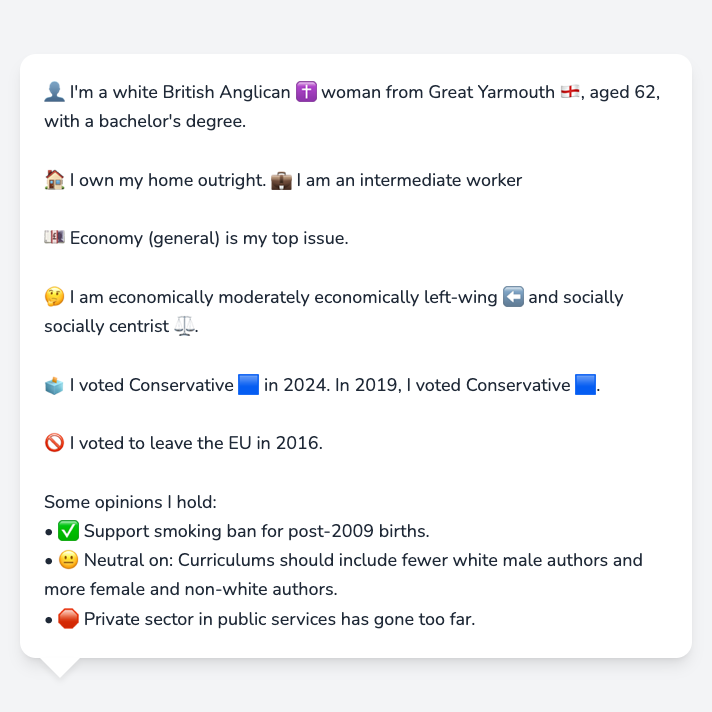 👤 I'm a white British Anglican ✝️ woman from Great Yarmouth 🏴󠁧󠁢󠁥󠁮󠁧󠁿, aged 62,
with a bachelor's degree.
🏠 I own my home outright. 💼 I am an intermediate worker
💷 Economy (general) is my top issue.
🤔 I am economically moderately economically left-wing ⬅️ and socially
socially centrist ⚖️.
🗳️ I voted Conservative 🟦 in 2024. In 2019, I voted Conservative 🟦.
🚫 I voted to leave the EU in 2016.
Some opinions I hold:
• ✅ Support smoking ban for post-2009 births.
• 😐 Neutral on: Curriculums should include fewer white male authors and
more female and non-white authors.
• 🛑 Private sector in public services has gone too far.